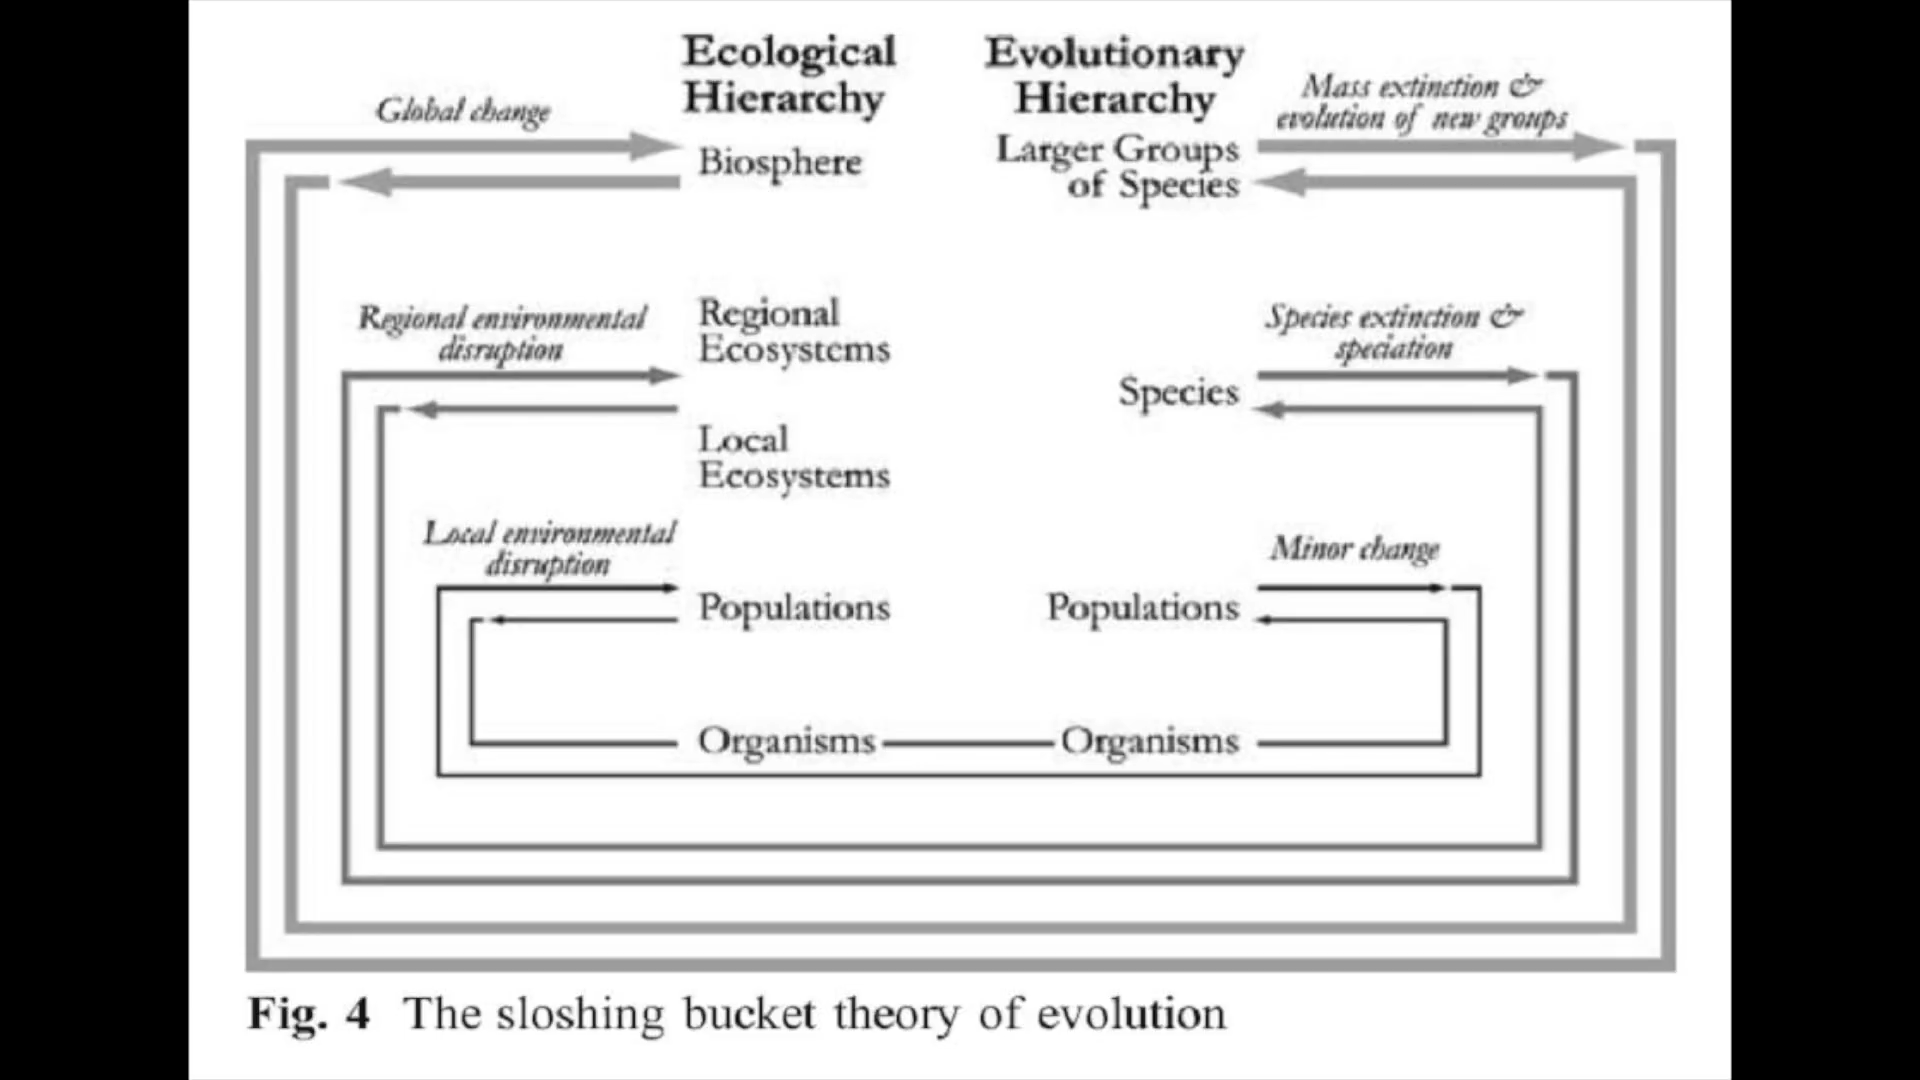 Ecological
Hierarchy
Evolutionary
Hierarchy
Global change
Mass extinction &
evolution of new groups
Biosphere
Larger Groups
of Species
Regional environmental
disruption
Regional
Ecosystems
Species extinction &
speciation
Species
Local
Ecosystems
Local environmental
disruption
Minor change
Populations
Populations
Organisms
Organisms
Fig. 4 The sloshing bucket theory of evolution